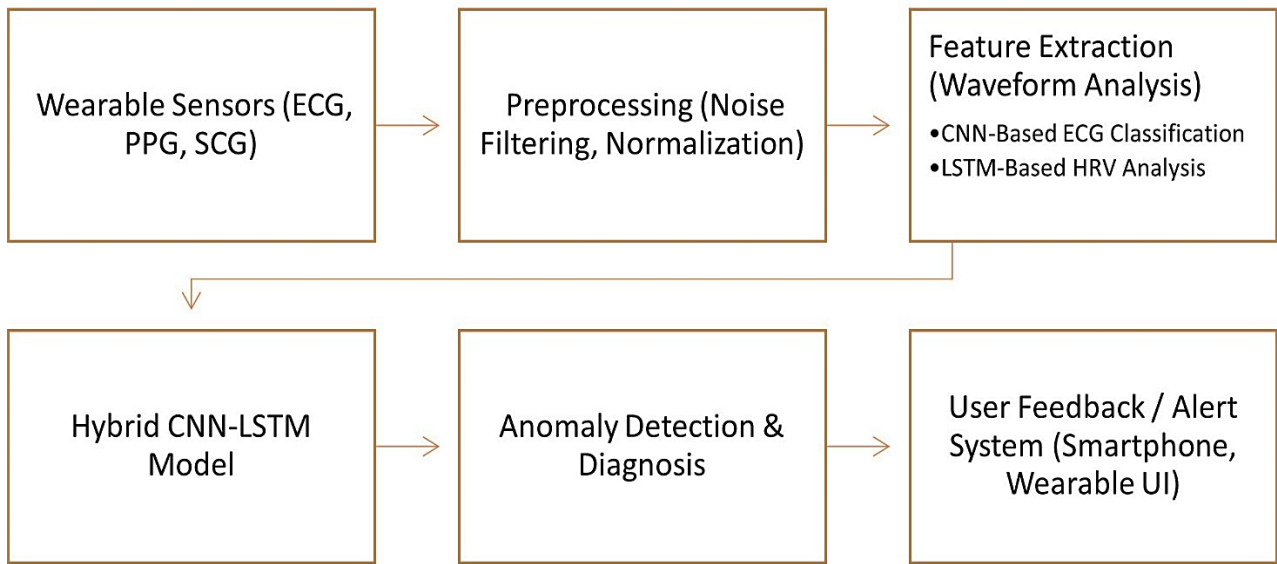 Wearable Sensors (ECG,
PPG, SCG)
Preprocessing (Noise
Filtering, Normalization)
Feature Extraction
(Waveform Analysis)
•CNN-Based ECG Classification
•LSTM-Based HRV Analysis
Hybrid CNN-LSTM
Model
Anomaly Detection &
Diagnosis
User Feedback / Alert
System (Smartphone,
Wearable UI)